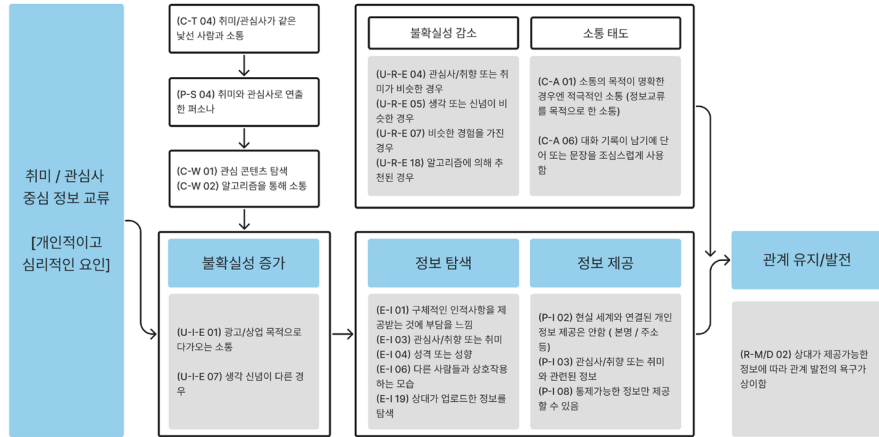 취미 / 관심사
중심 정보 교류
[개인적이고
심리적인 요인]
(C-T 04) 취미/관심사가 같은
낯선 사람과 소통
(P-S 04) 취미와 관심사로 연출
한 퍼소나
(C-W 01) 관심 콘텐츠 탐색
(C-W 02) 알고리즘을 통해 소통
불확실성 증가
(U-I-E 01) 광고/상업 목적으로
다가오는 소통
(U-I-E 07) 생각 신념이 다른 경
우
불확실성 감소
(U-R-E 04) 관심사/취향 또는 취
미가 비슷한 경우
(U-R-E 05) 생각 또는 신념이 비
슷한 경우
(U-R-E 07) 비슷한 경험을 가진
경우
(U-R-E 18) 알고리즘에 의해 추
천된 경우
소통 태도
(C-A 01) 소통의 목적이 명확한
경우엔 적극적인 소통 (정보교류
를 목적으로 한 소통)
(C-A 06) 대화 기록이 남기에 단
어 또는 문장을 조심스럽게 사용
함
정보 탐색
(E-I 01) 구체적인 인적사항을 제
공받는 것에 부담을 느낌
(E-I 03) 관심사/취향 또는 취미
(E-I 04) 성격 또는 성향
(E-I 06) 다른 사람들과 상호작용
하는 모습
(E-I 19) 상대가 업로드한 정보를
탐색
정보 제공
(P-I 02) 현실 세계와 연결된 개인
정보 제공은 안함 ( 본명 / 주소
등)
(P-I 03) 관심사/취향 또는 취미
와 관련된 정보
(P-I 08) 통제가능한 정보만 제공
할 수 있음
관계 유지/발전
(R-M/D 02) 상대가 제공가능한
정보에 따라 관계 발전의 욕구가
상이함